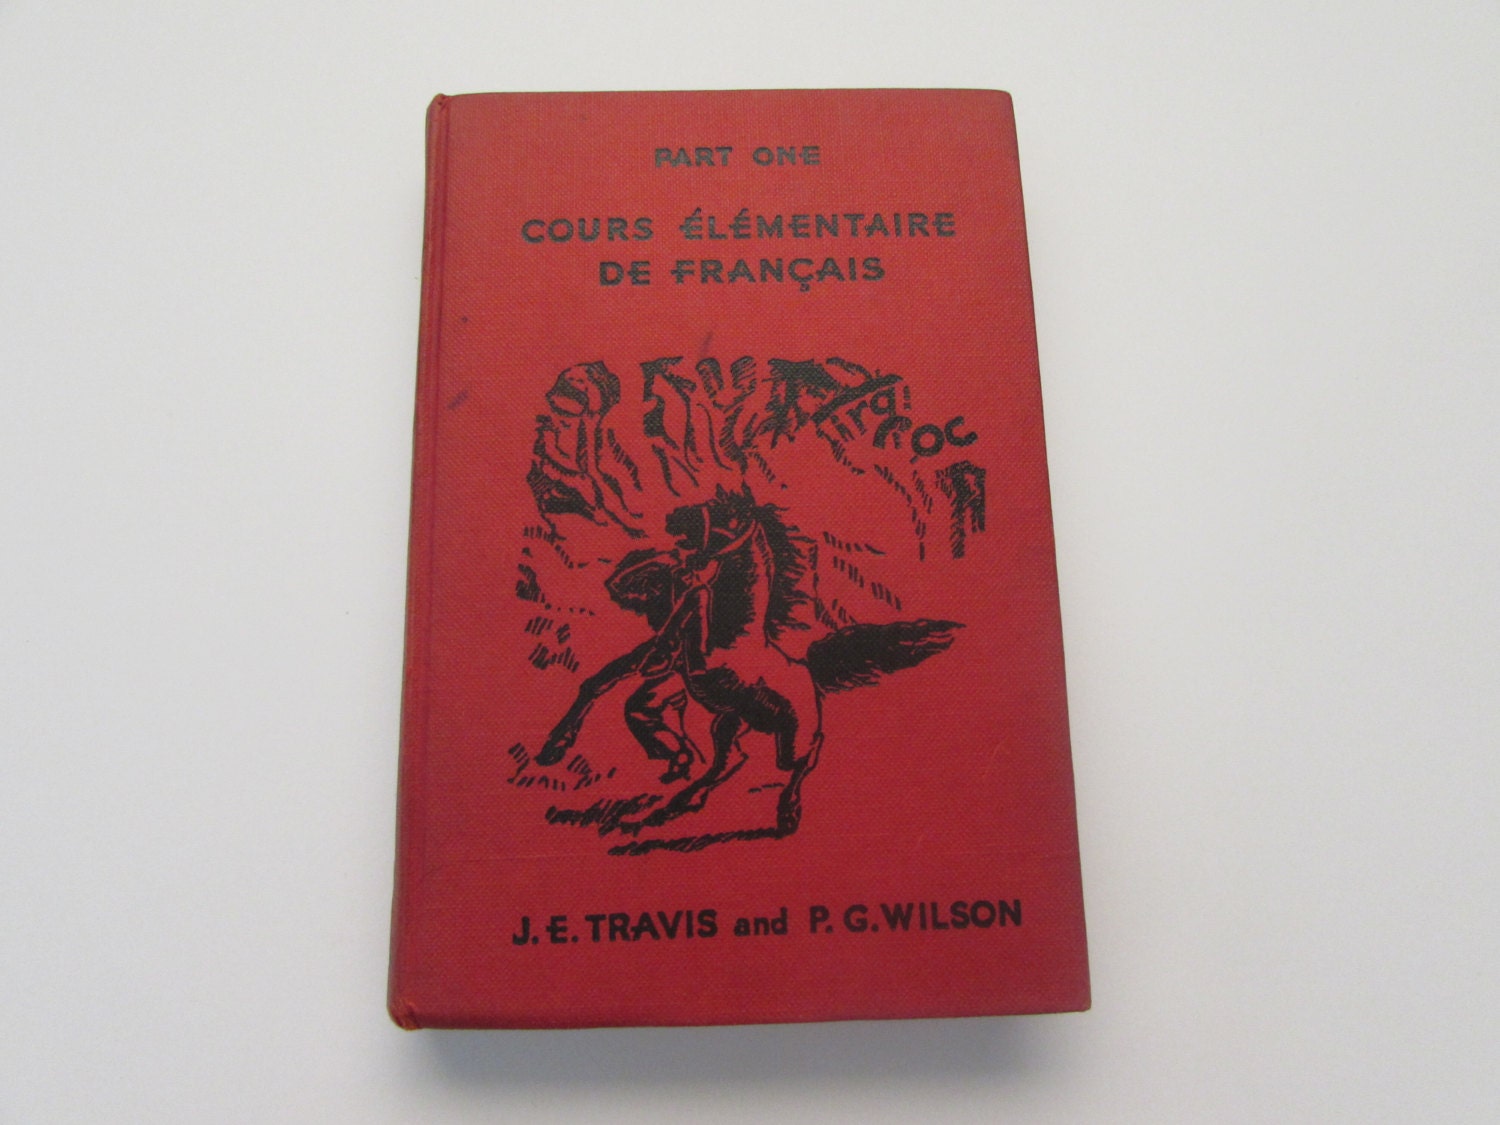 PART ONE
COURS ÉLÉMENTAIRE
DE FRANÇAIS
J. E. TRAVIS and P. G. WILSON